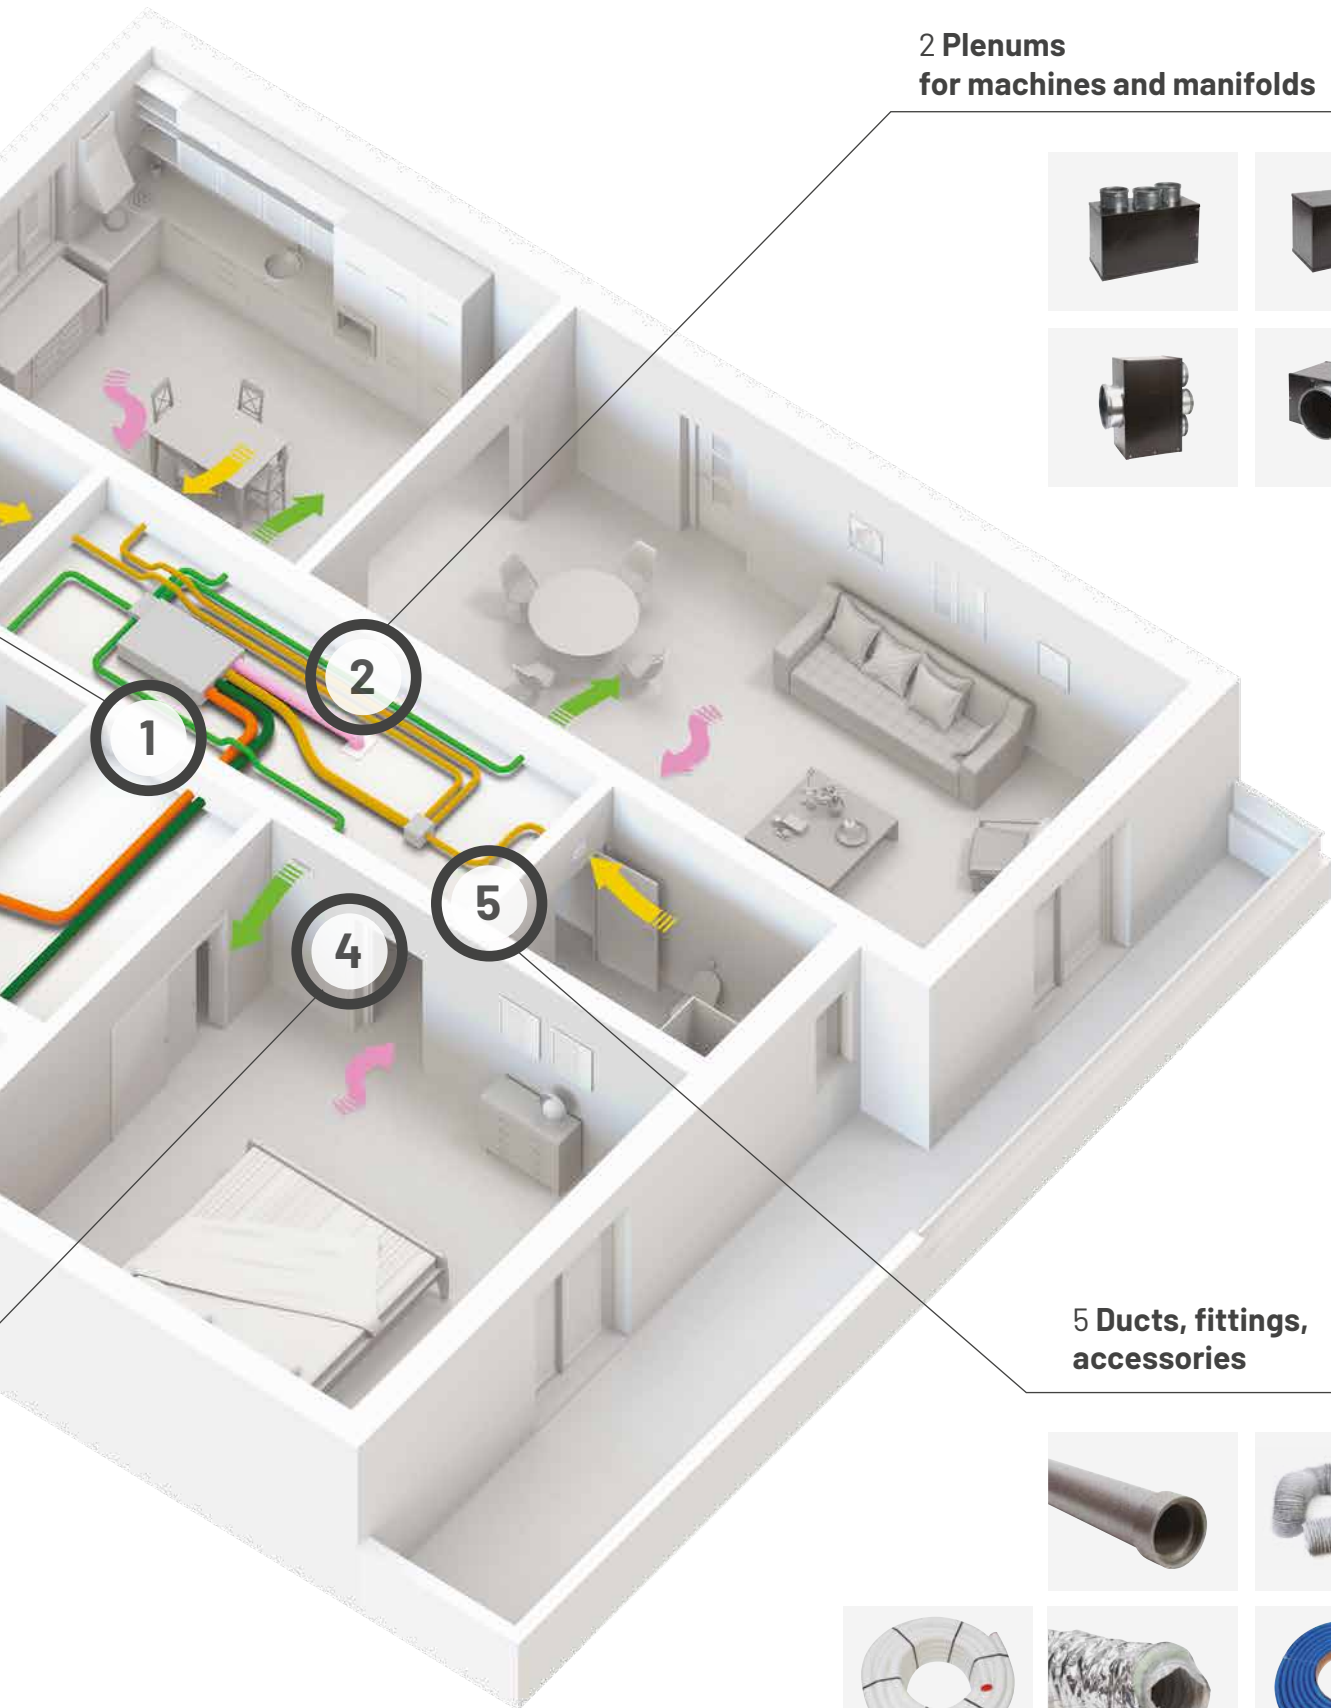 2 Plenums
for machines and manifolds
2
1
5
4
5 Ducts, fittings,
accessories